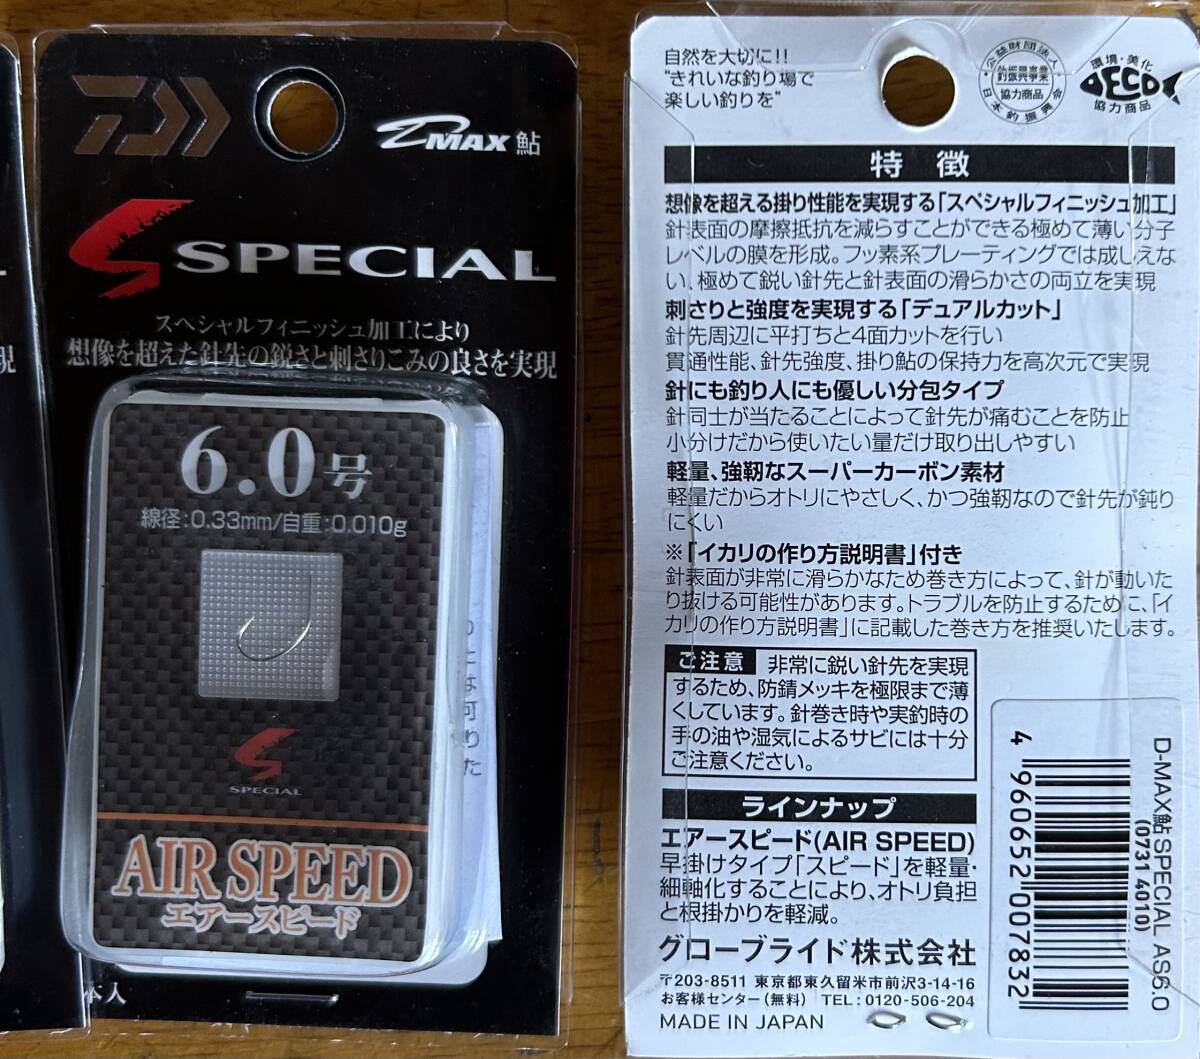 DMAX 鮎
S SPECIAL
スペシャルフィニッシュ加工により
想像を超えた針先の鋭さと刺さりこみの良さを実現
6.0号
線径:0.33mm/自重:0.010g
S
SPECIAL
AIR SPEED
エアースピード
本入
現
自然を大切に!!
"きれいな釣り場で
楽しい釣りを"
公益財団法人
釣振興事業
協力商品
日本釣振興会
環境・美化
DECO
協力商品
特 徴
想像を超える掛り性能を実現する「スペシャルフィニッシュ加工」
針表面の摩擦抵抗を減らすことができる極めて薄い分子
レベルの膜を形成。フッ素系プレーティングでは成しえな
い、極めて鋭い針先と針表面の滑らかさの両立を実現
刺さりと強度を実現する「デュアルカット」
針先周辺に平打ちと4面カットを行い
貫通性能、針先強度、掛り鮎の保持力を高次元で実現
針にも釣り人にも優しい分包タイプ
針同士が当たることによって針先が痛むことを防止
小分けだから使いたい量だけ取り出しやすい
軽量、強靭なスーパーカーボン素材
軽量だからオトリにやさしく、かつ強靭なので針先が鈍り
にくい
※「イカリの作り方説明書」付き
針表面が非常に滑らかなため巻き方によって、針が動いた
り抜ける可能性があります。トラブルを防止するために、「イ
カリの作り方説明書」に記載した巻き方を推奨いたします。
ご注意 非常に鋭い針先を実現
するため、防錆メッキを極限まで薄
くしています。針巻き時や実釣時の
手の油や湿気によるサビには十分
ご注意ください。
ラインナップ
エアースピード(AIR SPEED)
早掛けタイプ「スピード」を軽量・
細軸化することにより、オトリ負担
と根掛かりを軽減。
グローブライド株式会社
〒203-8511 東京都東久留米市前沢3-14-16
お客様センター(無料) TEL:0120-506-204
MADE IN JAPAN
D-MAX鮎SPECIAL AS6.0
(0731 4010)
4 960652 007832